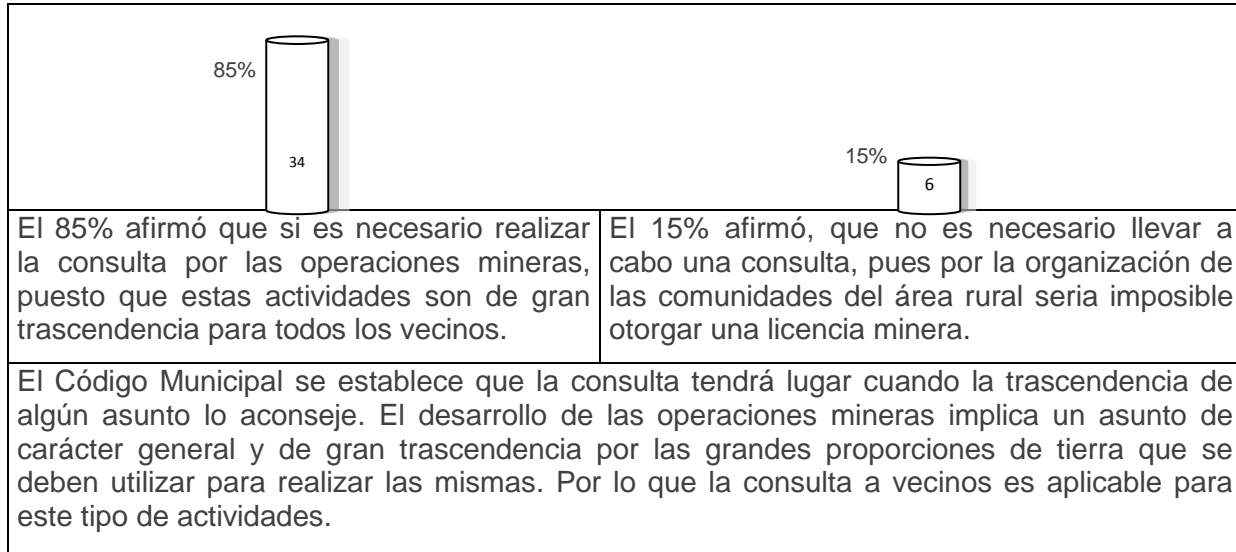 85%
34
15%
6
El 85% afirmó que si es necesario realizar
la consulta por las operaciones mineras,
puesto que estas actividades son de gran
trascendencia para todos los vecinos.
El 15% afirmó, que no es necesario llevar a
cabo una consulta, pues por la organización de
las comunidades del área rural seria imposible
otorgar una licencia minera.
El Código Municipal se establece que la consulta tendrá lugar cuando la trascendencia de
algún asunto lo aconseje. El desarrollo de las operaciones mineras implica un asunto de
carácter general y de gran trascendencia por las grandes proporciones de tierra que se
deben utilizar para realizar las mismas. Por lo que la consulta a vecinos es aplicable para
este tipo de actividades.